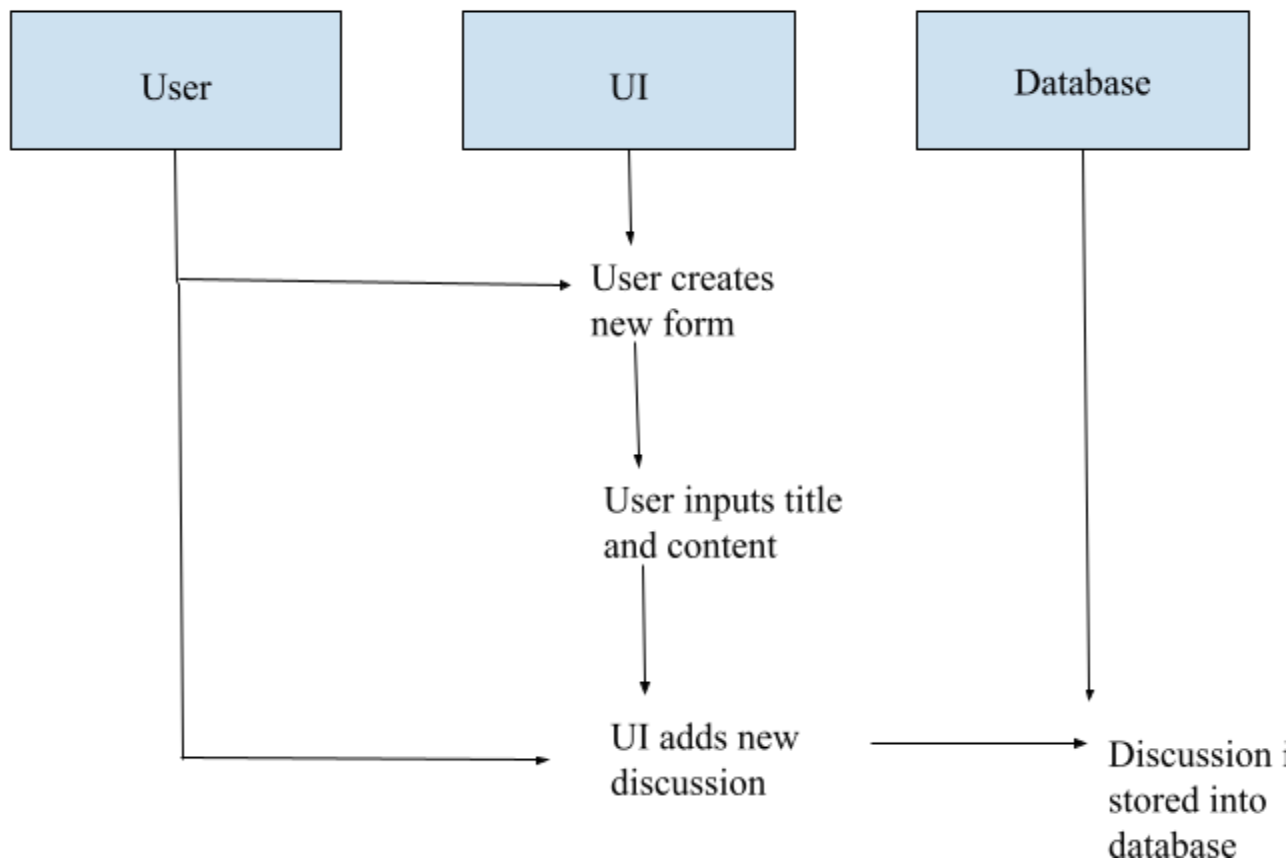 User
UI
Database
User creates
new form
User inputs title
and content
UI adds new
discussion
Discussion
stored into
database